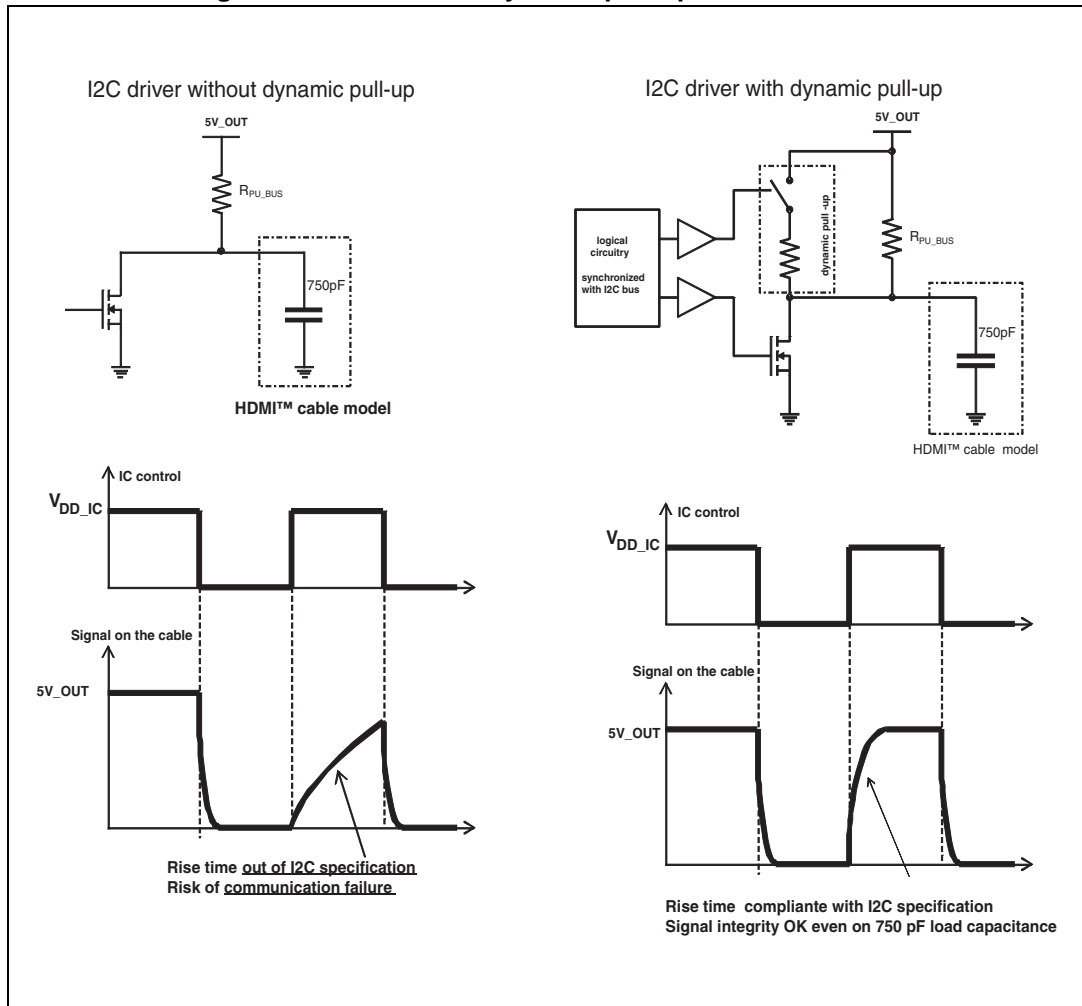 I2C driver without dynamic pull-up
5V_OUT
RPU_BUS
750pF
HDMI™ cable model
IC control
VDD_IC
Signal on the cable
5V_OUT
Rise time out of I2C specification
Risk of communication failure
I2C driver with dynamic pull-up
5V_OUT
logical
circuitry
synchronized
with I2C bus
dynamic pull -up
RPU_BUS
750pF
HDMI™ cable model
IC control
VDD_IC
Signal on the cable
5V_OUT
Rise time compliante with I2C specification
Signal integrity OK even on 750 pF load capacitance